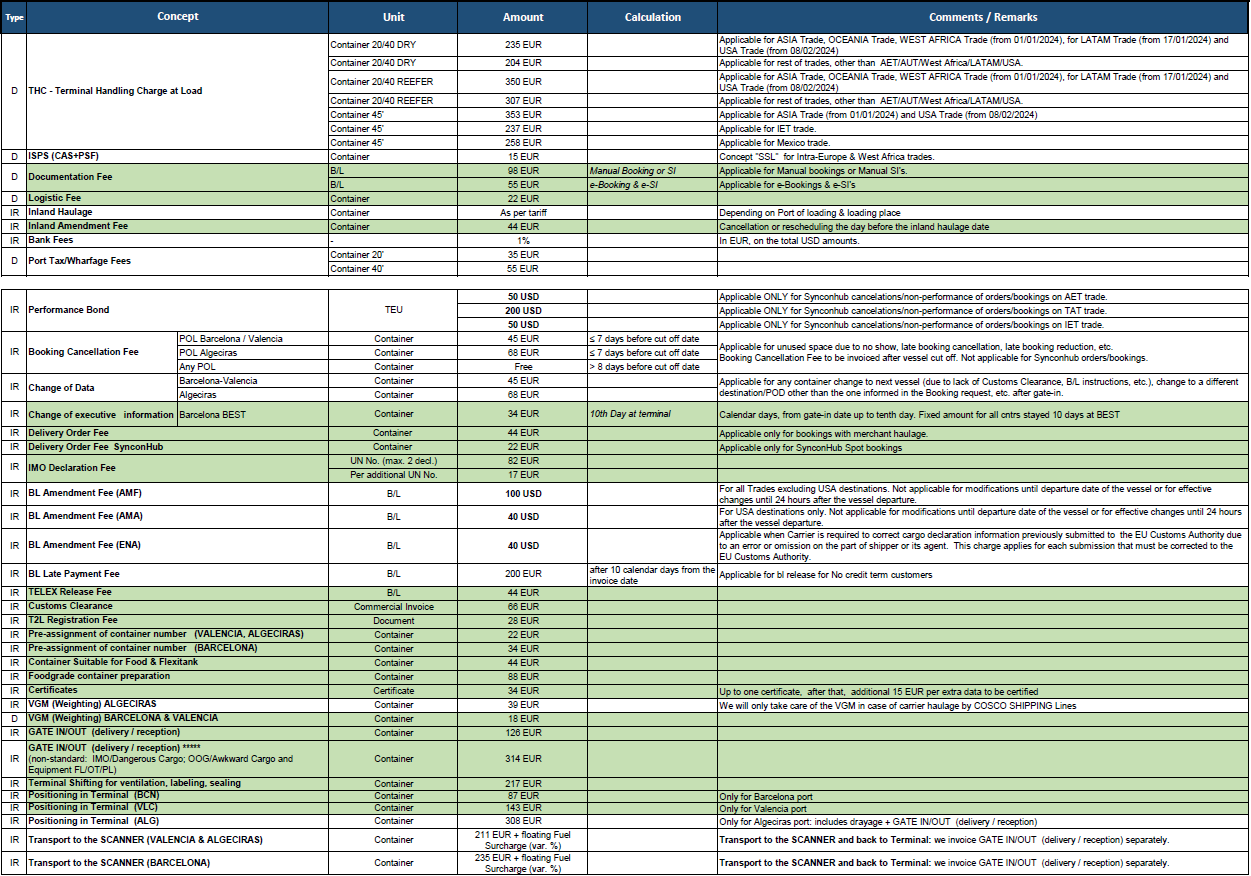 Type Concept Unit Amount Calculation Comments / Remarks
D THC - Terminal Handling Charge at Load
Container 20/40 DRY 235 EUR Applicable for ASIA Trade, OCEANIA Trade, WEST AFRICA Trade (from 01/01/2024), for LATAM Trade (from 17/01/2024) and
USA Trade (from 08/02/2024)
Container 20/40 DRY 204 EUR Applicable for rest of trades, other than AET/AUT/West Africa/LATAM/USA.
Container 20/40 REEFER 350 EUR Applicable for ASIA Trade, OCEANIA Trade, WEST AFRICA Trade (from 01/01/2024), for LATAM Trade (from 17/01/2024) and
USA Trade (from 08/02/2024)
Container 20/40 REEFER 307 EUR Applicable for rest of trades, other than AET/AUT/West Africa/LATAM/USA.
Container 45' 353 EUR Applicable for ASIA Trade (from 01/01/2024) and USA Trade (from 08/02/2024)
Container 45' 237 EUR Applicable for IET trade.
Container 45' 258 EUR Applicable for Mexico trade.
D ISPS (CAS+PSF) Container 15 EUR Concept "SSL" for Intra-Europe & West Africa trades.
D Documentation Fee
B/L 98 EUR Manual Booking or SI Applicable for Manual bookings or Manual SI's.
B/L 55 EUR e-Booking & e-SI Applicable for e-Bookings & e-SI's
D Logistic Fee Container 22 EUR
IR Inland Haulage Container As per tariff Depending on Port of loading & loading place
IR Inland Amendment Fee Container 44 EUR Cancellation or rescheduling the day before the inland haulage date
IR Bank Fees - 1% In EUR, on the total USD amounts.
D Port Tax/Wharfage Fees
Container 20' 35 EUR
Container 40' 55 EUR
IR Performance Bond TEU
50 USD Applicable ONLY for Synconhub cancelations/non-performance of orders/bookings on AET trade.
200 USD Applicable ONLY for Synconhub cancelations/non-performance of orders/bookings on TAT trade.
50 USD Applicable ONLY for Synconhub cancelations/non-performance of orders/bookings on IET trade.
IR Booking Cancellation Fee
POL Barcelona / Valencia Container 45 EUR ≤ 7 days before cut off date
POL Algeciras Container 68 EUR ≤ 7 days before cut off date
Any POL Container Free > 8 days before cut off date
Applicable for unused space due to no show, late booking cancellation, late booking reduction, etc.
Booking Cancellation Fee to be invoiced after vessel cut off. Not applicable for Synconhub orders/bookings.
IR Change of Data
Barcelona-Valencia Container 45 EUR
Algeciras Container 68 EUR
Applicable for any container change to next vessel (due to lack of Customs Clearance, B/L instructions, etc.), change to a different
destination/POD other than the one informed in the Booking request, etc. after gate-in.
IR Change of executive information Barcelona BEST Container 34 EUR 10th Day at terminal Calendar days, from gate-in date up to tenth day. Fixed amount for all cntrs stayed 10 days at BEST
IR Delivery Order Fee Container 44 EUR Applicable only for bookings with merchant haulage.
IR Delivery Order Fee SynconHub Container 22 EUR Applicable only for SynconHub Spot bookings
IR IMO Declaration Fee
UN No. (max. 2 decl.) 82 EUR
Per additional UN No. 17 EUR
IR BL Amendment Fee (AMF) B/L 100 USD For all Trades excluding USA destinations. Not applicable for modifications until departure date of the vessel or for effective
changes until 24 hours after the vessel departure.
IR BL Amendment Fee (AMA) B/L 40 USD For USA destinations only. Not applicable for modifications until departure date of the vessel or for effective changes until 24 hours
after the vessel departure.
IR BL Amendment Fee (ENA) B/L 40 USD Applicable when Carrier is required to correct cargo declaration information previously submitted to the EU Customs Authority due
to an error or omission on the part of shipper or its agent. This charge applies for each submission that must be corrected to the
EU Customs Authority.
IR BL Late Payment Fee B/L 200 EUR after 10 calendar days from the
invoice date Applicable for bl release for No credit term customers
IR TELEX Release Fee B/L 44 EUR
IR Customs Clearance Commercial Invoice 66 EUR
IR T2L Registration Fee Document 28 EUR
IR Pre-assignment of container number (VALENCIA, ALGECIRAS) Container 22 EUR
IR Pre-assignment of container number (BARCELONA) Container 34 EUR
IR Container Suitable for Food & Flexitank Container 44 EUR
IR Foodgrade container preparation Container 88 EUR
IR Certificates Certificate 34 EUR Up to one certificate, after that, additional 15 EUR per extra data to be certified
IR VGM (Weighting) ALGECIRAS Container 39 EUR We will only take care of the VGM in case of carrier haulage by COSCO SHIPPING Lines
D VGM (Weighting) BARCELONA & VALENCIA Container 18 EUR
IR GATE IN/OUT (delivery / reception) Container 126 EUR
IR GATE IN/OUT (delivery / reception) *****
(non-standard: IMO/Dangerous Cargo; OOG/Awkward Cargo and
Equipment FL/OT/PL) Container 314 EUR
IR Terminal Shifting for ventilation, labeling, sealing Container 217 EUR
IR Positioning in Terminal (BCN) Container 87 EUR Only for Barcelona port
IR Positioning in Terminal (VLC) Container 143 EUR Only for Valencia port
IR Positioning in Terminal (ALG) Container 308 EUR Only for Algeciras port: includes drayage + GATE IN/OUT (delivery / reception)
IR Transport to the SCANNER (VALENCIA & ALGECIRAS) Container 211 EUR + floating Fuel
Surcharge (var. %) Transport to the SCANNER and back to Terminal: we invoice GATE IN/OUT (delivery / reception) separately.
IR Transport to the SCANNER (BARCELONA) Container 235 EUR + floating Fuel
Surcharge (var. %) Transport to the SCANNER and back to Terminal: we invoice GATE IN/OUT (delivery / reception) separately.